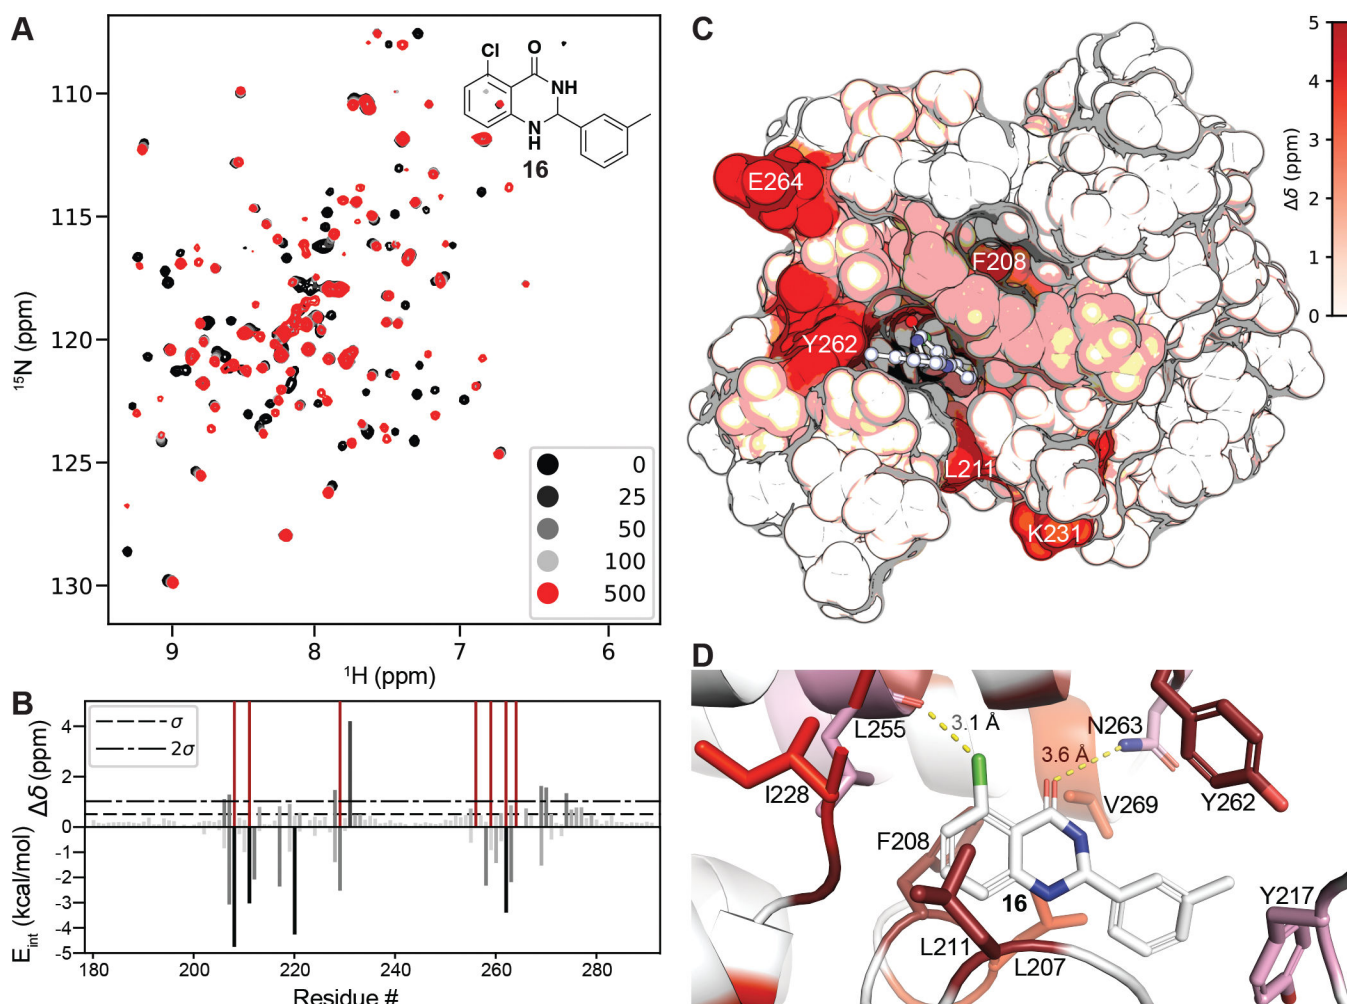 A
Cl
O
NH
N
H
16
110
115
120
125
130
¹⁵N (ppm)
0
25
50
100
500
9
8
7
6
¹H (ppm)
B
σ
2σ
4
2
0
-1
-2
-3
-4
-5
Δδ (ppm)
E_int (kcal/mol)
180
200
220
240
260
280
Residue #
C
E264
F208
Y262
L211
K231
5
4
3
2
1
0
Δδ (ppm)
D
L255
3.1 Å
N263
3.6 Å
I228
V269
Y262
F208
16
Y217
L211
L207